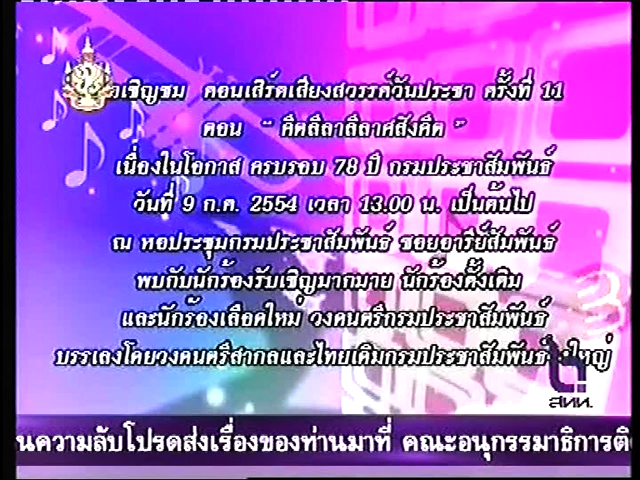 เชิญชม คอนเสิร์ตเสียงสวรรค์วันประชา ครั้งที่ 11
ตอน " คีตลีลาลีลาศสังคีต "
เนื่องในโอกาส ครบรอบ 78 ปี กรมประชาสัมพันธ์
วันที่ 9 ก.ค. 2554 เวลา 13.00 น. เป็นต้นไป
ณ หอประชุมกรมประชาสัมพันธ์ ซอยอารีย์สัมพันธ์
พบกับนักร้องรับเชิญมากมาย นักร้องดั้งเดิม
และนักร้องเลือดใหม่ วงดนตรีกรมประชาสัมพันธ์
บรรเลงโดยวงดนตรีสากลและไทยเดิมกรมประชาสัมพันธ์ ใหญ่
สทท.
นความลับโปรดส่งเรื่องของท่านมาที่ คณะอนุกรรมาธิการติ